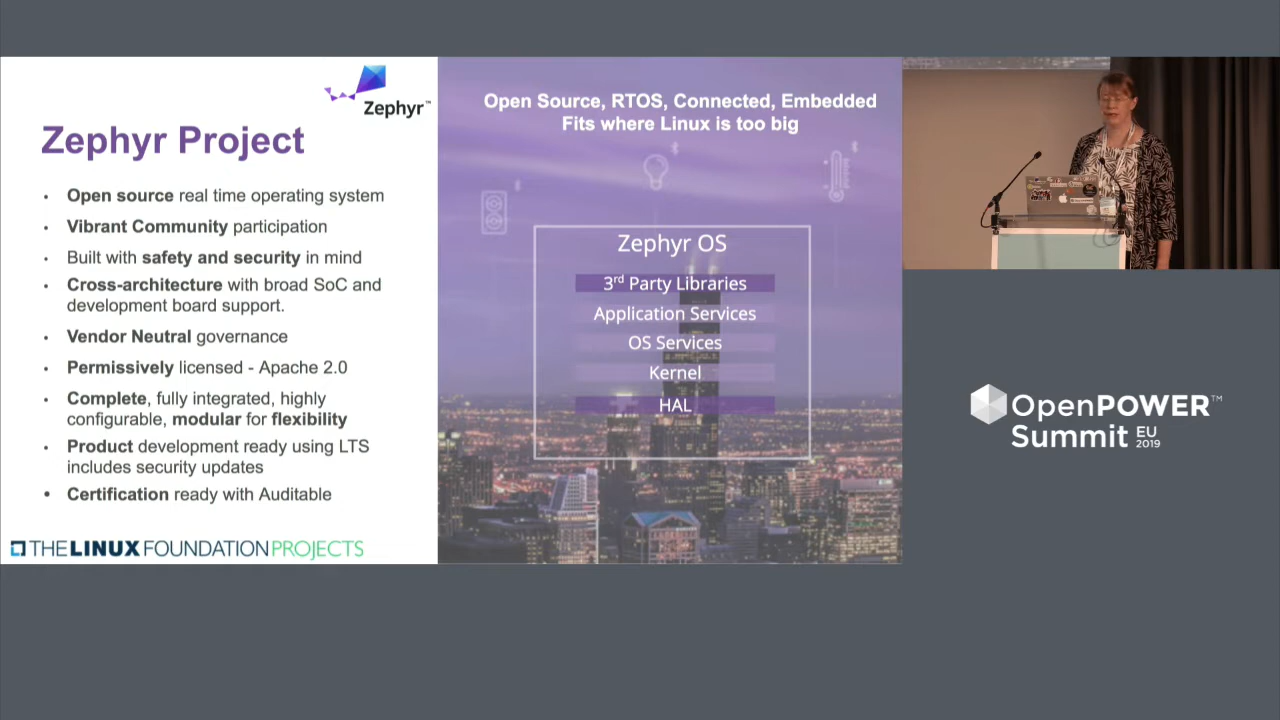 Zephyr™
Zephyr Project
• Open source real time operating system
• Vibrant Community participation
• Built with safety and security in mind
• Cross-architecture with broad SoC and
development board support.
• Vendor Neutral governance
• Permissively licensed - Apache 2.0
• Complete, fully integrated, highly
configurable, modular for flexibility
• Product development ready using LTS
includes security updates
• Certification ready with Auditable
THE LINUX FOUNDATION PROJECTS
Open Source, RTOS, Connected, Embedded
Fits where Linux is too big
Zephyr OS
3rd Party Libraries
Application Services
OS Services
Kernel
HAL
OpenPOWER™
Summit EU
2019